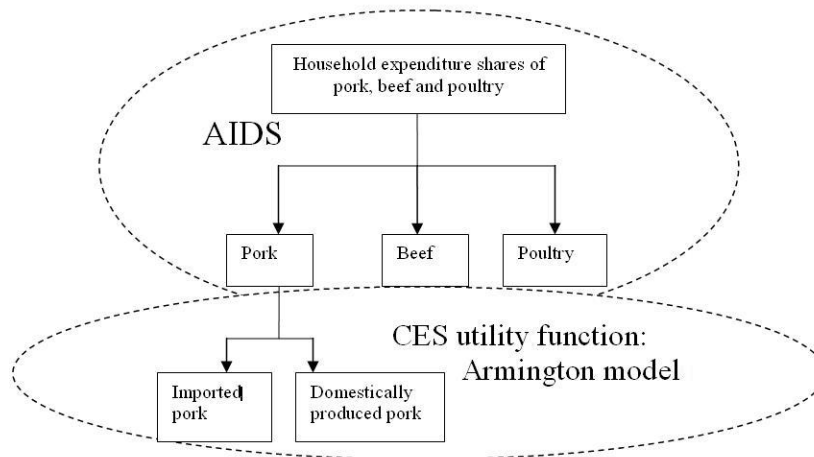 Household expenditure shares of
pork, beef and poultry
AIDS
Pork
Beef
Poultry
CES utility function:
Armington model
Imported
pork
Domestically
produced pork